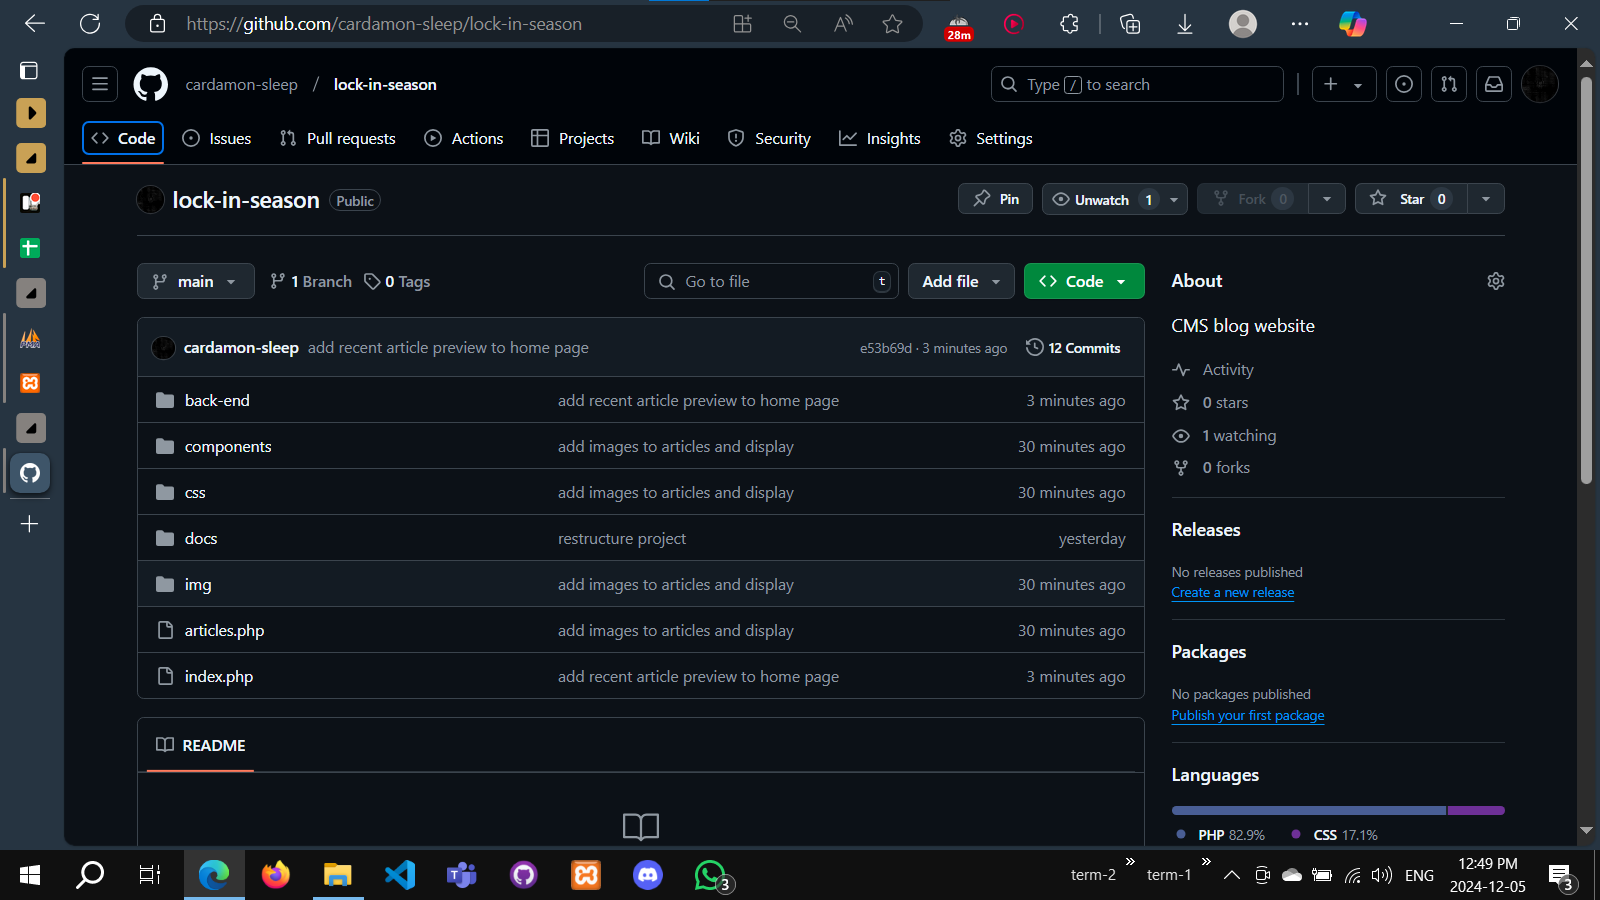 https://github.com/cardamon-sleep/lock-in-season
28m
cardamon-sleep / lock-in-season
Type / to search
Code Issues Pull requests Actions Projects Wiki Security Insights Settings
lock-in-season Public
Pin Unwatch 1 Fork 0 Star 0
main 1 Branch 0 Tags Go to file t Add file Code
cardamon-sleep add recent article preview to home page e53b69d · 3 minutes ago 12 Commits
back-end add recent article preview to home page 3 minutes ago
components add images to articles and display 30 minutes ago
css add images to articles and display 30 minutes ago
docs restructure project yesterday
img add images to articles and display 30 minutes ago
articles.php add images to articles and display 30 minutes ago
index.php add recent article preview to home page 3 minutes ago
README
About
CMS blog website
Activity
0 stars
1 watching
0 forks
Releases
No releases published
Create a new release
Packages
No packages published
Publish your first package
Languages
PHP 82.9% CSS 17.1%
3
term-2 » term-1 » ENG
12:49 PM
2024-12-05
3